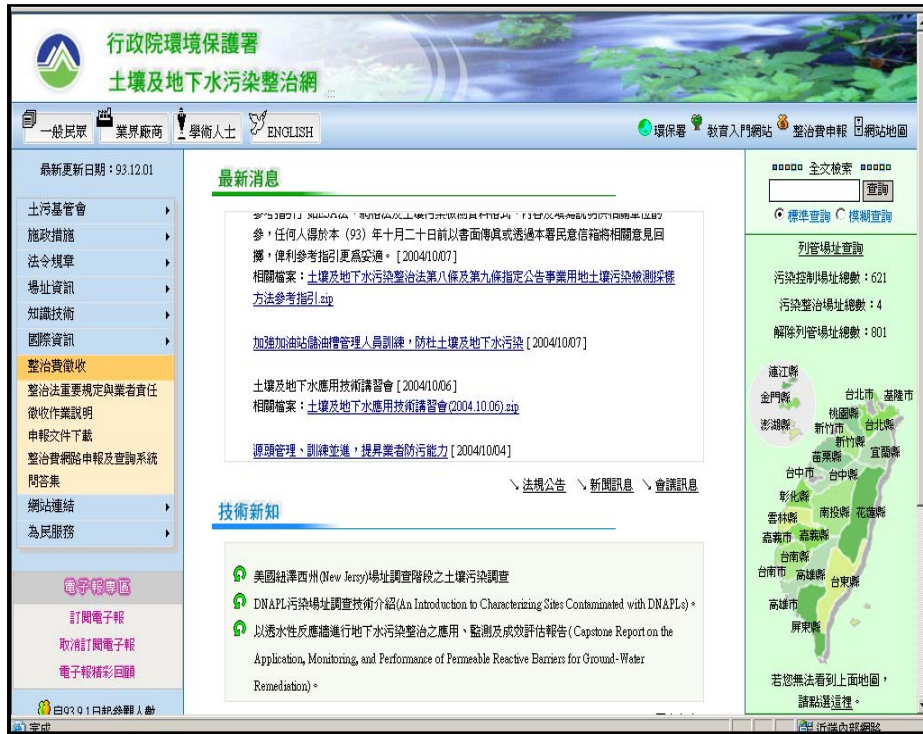 行政院環境保護署
土壤及地下水污染整治網
一般民眾
業界廠商
學術人士
ENGLISH
環保署
教育入門網站
整治費申報
網站地圖
最新更新日期：93.12.01
土污基管會
施政措施
法令規章
場址資訊
知識技術
國際資訊
整治費徵收
整治法重要規定與業者責任
徵收作業說明
申報文件下載
整治費網路申報及查詢系統
問答集
網站連結
為民服務
電子報專區
訂閱電子報
取消訂閱電子報
電子報精彩回顧
自93.9.1日起參觀人數
最新消息
參，任何人得於本（93）年十月二十日前以書面傳真或透過本署民意信箱將相關意見回
擲，俾利參考指引更為妥適。[2004/10/07]
相關檔案：土壤及地下水污染整治法第八條及第九條指定公告事業用地土壤污染檢測採樣
方法參考指引.zip
加強加油站儲油槽管理人員訓練，防杜土壤及地下水污染 [2004/10/07]
土壤及地下水應用技術講習會 [2004/10/06]
相關檔案：土壤及地下水應用技術講習會(2004.10.06).zip
源頭管理、訓練並進，提昇業者防污能力 [2004/10/04]
↘法規公告 ↘新聞訊息 ↘會議訊息
技術新知
美國紐澤西州(New Jersy)場址調查階段之土壤污染調查
DNAPL污染場址調查技術介紹(An Introduction to Characterizing Sites Contaminated with DNAPLs)。
以透水性反應牆進行地下水污染整治之應用、監測及成效評估報告(Capstone Report on the
Application, Monitoring, and Performance of Permeable Reactive Barriers for Ground-Water
Remediation)。
全文檢索
查詢
標準查詢 模糊查詢
列管場址查詢
污染控制場址總數：621
污染整治場址總數：4
解除列管場址總數：801
連江縣
金門縣
澎湖縣
台北市
基隆市
桃園縣
台北縣
新竹市
新竹縣
宜蘭縣
苗栗縣
台中市
台中縣
彰化縣
南投縣
花蓮縣
雲林縣
嘉義市
嘉義縣
台南縣
台南市
高雄縣
台東縣
高雄市
屏東縣
若您無法看到上面地圖，
請點選這裡。
完成
近端內部網路